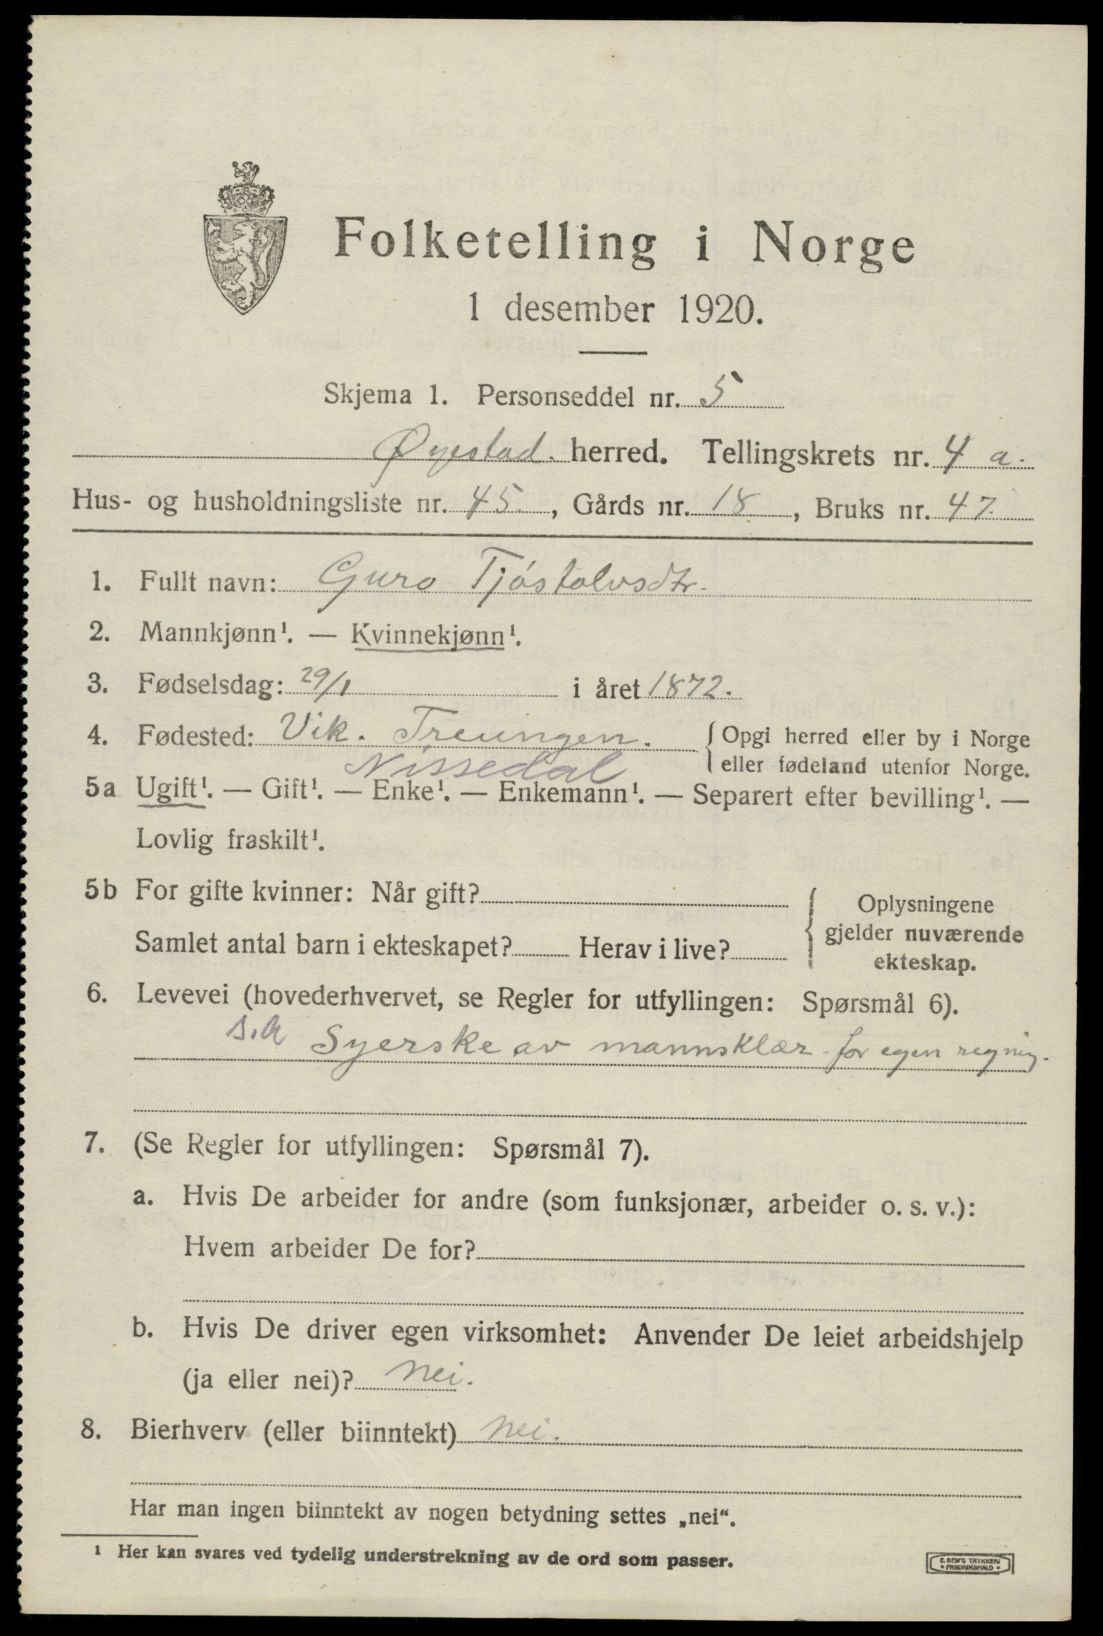 Folketelling i Norge
1 desember 1920.
Skjema 1. Personseddel nr. 5
Øyestad. herred. Tellingskrets nr. 4 a.
Hus- og husholdningsliste nr. 45., Gårds nr. 18, Bruks nr. 47.
1. Fullt navn: Guro Tjóstolvsdtr.
2. Mannkjønn¹. — Kvinnekjønn¹.
3. Fødselsdag: 29/1 i året 1872.
4. Fødested: Vik. Treungen. { Opgi herred eller by i Norge
eller fødeland utenfor Norge.
Nissedal
5a Ugift¹. — Gift¹. — Enke¹. — Enkemann¹. — Separert efter bevilling¹. —
Lovlig fraskilt¹.
5b For gifte kvinner: Når gift?
Samlet antal barn i ekteskapet? Herav i live?
{ Oplysningene
gjelder nuværende
ekteskap.
6. Levevei (hovederhvervet, se Regler for utfyllingen: Spørsmål 6).
Syerske av mannsklær. for egen regning.
7. (Se Regler for utfyllingen: Spørsmål 7).
a. Hvis De arbeider for andre (som funksjonær, arbeider o. s. v.):
Hvem arbeider De for?
b. Hvis De driver egen virksomhet: Anvender De leiet arbeidshjelp
(ja eller nei)? nei.
8. Bierhverv (eller biinntekt) nei.
Har man ingen biinntekt av nogen betydning settes „nei“.
¹ Her kan svares ved tydelig understrekning av de ord som passer.
E. SEM'S TRYKKERI
FREDRIKSHALD